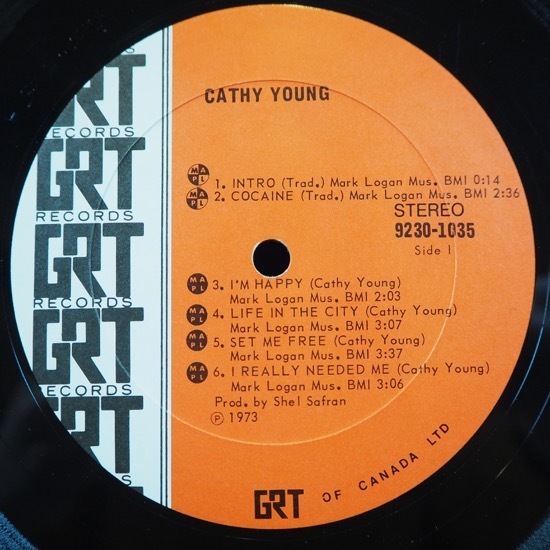 GRT
RECORDS
GRT
RECORDS
GRT
RECORDS
GRT
RECORDS
GRT
CATHY YOUNG
MAPL 1. INTRO (Trad.) Mark Logan Mus. BMI 0:14
MAPL 2. COCAINE (Trad.) Mark Logan Mus. BMI 2:36
STEREO
9230-1035
Side 1
MAPL 3. I'M HAPPY (Cathy Young)
Mark Logan Mus. BMI 2:03
MAPL 4. LIFE IN THE CITY (Cathy Young)
Mark Logan Mus. BMI 3:07
MAPL 5. SET ME FREE (Cathy Young)
Mark Logan Mus. BMI 3:37
MAPL 6. I REALLY NEEDED ME (Cathy Young)
Mark Logan Mus. BMI 3:06
Prod. by Shel Safran
℗ 1973
GRT OF CANADA LTD